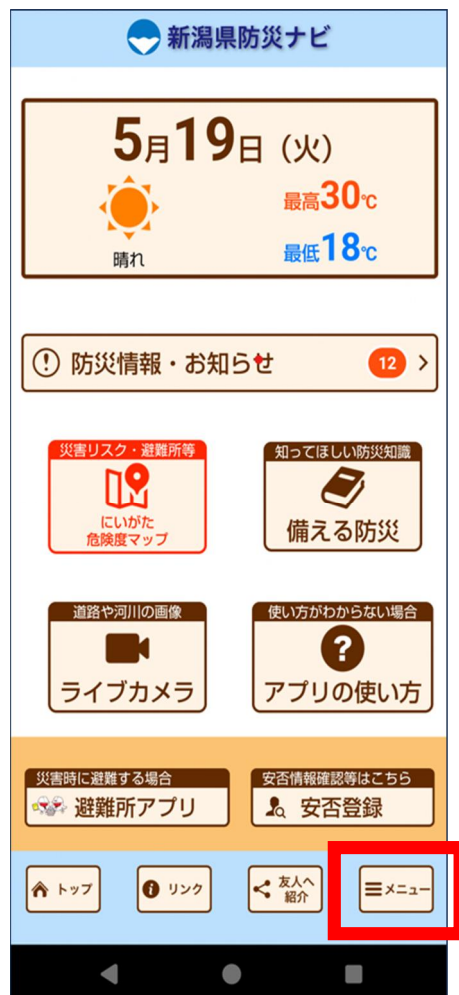 新潟県防災ナビ
5月19日（火）
最高30℃
最低18℃
晴れ
防災情報・お知らせ 12
災害リスク・避難所等
にいがた
危険度マップ
知ってほしい防災知識
備える防災
道路や河川の画像
ライブカメラ
使い方がわからない場合
アプリの使い方
災害時に避難する場合
避難所アプリ
安否情報確認等はこちら
安否登録
トップ
リンク
友人へ
紹介
メニュー